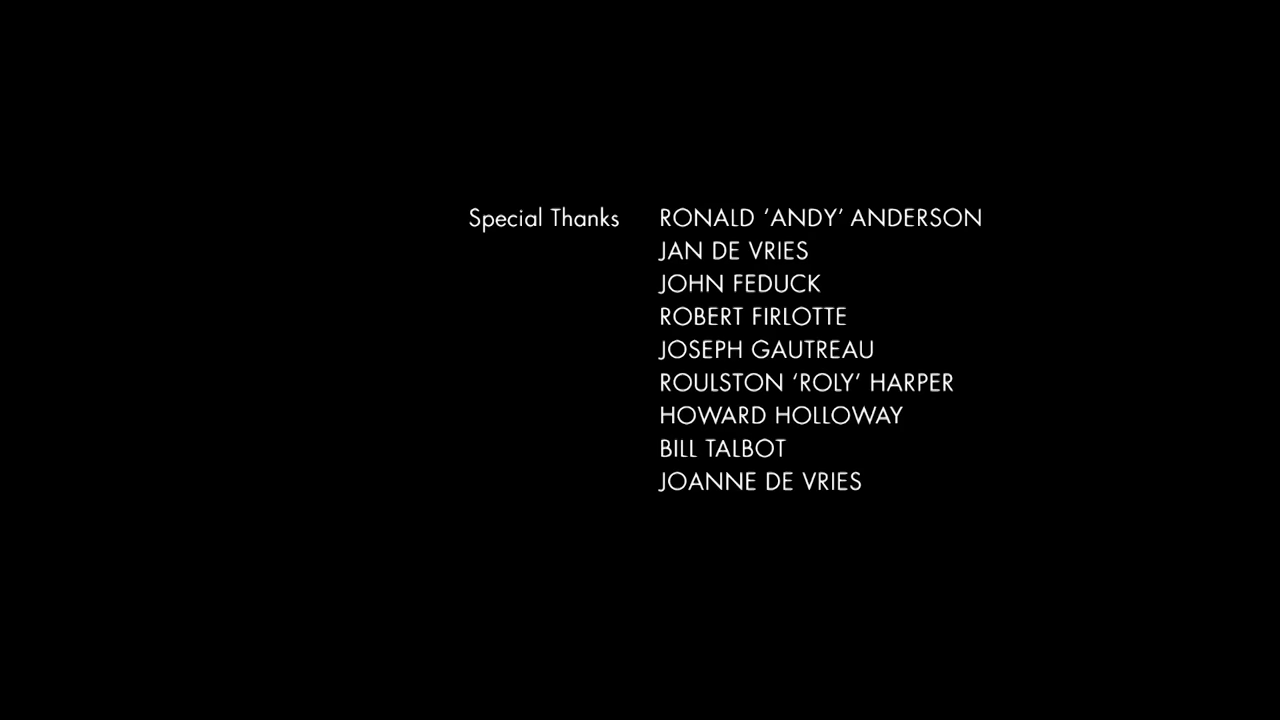 Special Thanks RONALD ‘ANDY’ ANDERSON
JAN DE VRIES
JOHN FEDUCK
ROBERT FIRLOTTE
JOSEPH GAUTREAU
ROULSTON ‘ROLY’ HARPER
HOWARD HOLLOWAY
BILL TALBOT
JOANNE DE VRIES